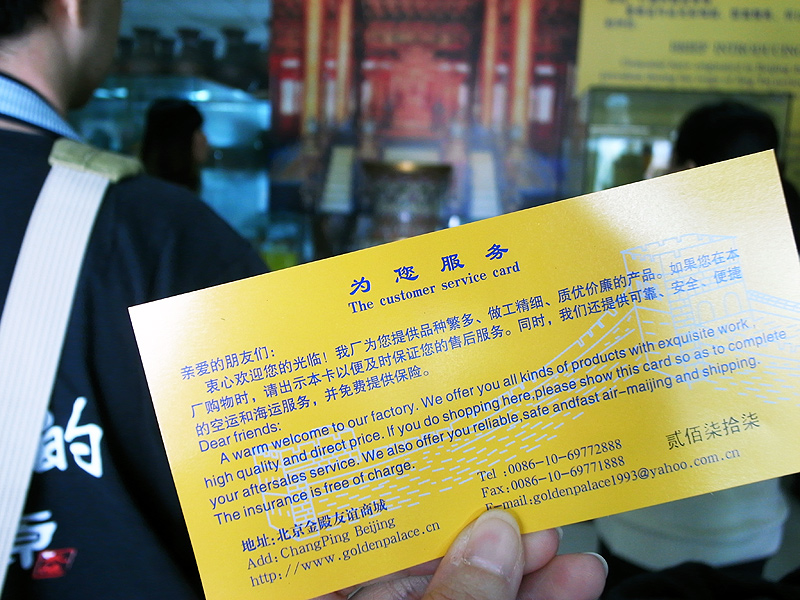 BRIEF
为您服务
The customer service card
亲爱的朋友们:
衷心欢迎您的光临!我厂为您提供品种繁多、做工精细、质优价廉的产品。如果您在本
厂购物时,请出示本卡以便及时保证您的售后服务。同时,我们还提供可靠、安全、便捷
的空运和海运服务,并免费提供保险。
Dear friends:
A warm welcome to our factory. We offer you all kinds of products with exquisite work ,
high quality and direct price. If you do shopping here,please show this card so as to complete
your aftersales service. We also offer you reliable,safe andfast air-maijing and shipping.
The insurance is free of charge.
贰佰柒拾柒
地址:北京金殿友谊商城
Add:ChangPing Beijing
http://www.goldenpalace.cn
Tel :0086-10-69772888
Fax:0086-10-69771888
E-mail:goldenpalace1993@yahoo.com.cn
的